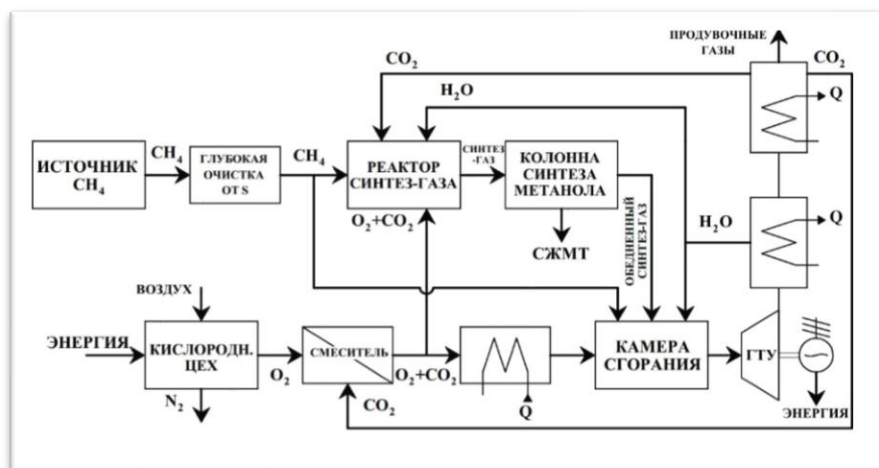 ПРОДУВОЧНЫЕ
ГАЗЫ
CO2
CO2
Q
H2O
ИСТОЧНИК
CH4
CH4
ГЛУБОКАЯ
ОЧИСТКА
ОТ S
CH4
РЕАКТОР
СИНТЕЗ-ГАЗА
СИНТЕЗ
-ГАЗ
КОЛОННА
СИНТЕЗА
МЕТАНОЛА
O2+CO2
СЖМТ
ОБЕДНЕННЫЙ
СИНТЕЗ-ГАЗ
H2O
Q
ВОЗДУХ
ЭНЕРГИЯ
КИСЛОРОДН.
ЦЕХ
O2
СМЕСИТЕЛЬ
O2+CO2
КАМЕРА
СГОРАНИЯ
ГТУ
N2
CO2
Q
ЭНЕРГИЯ